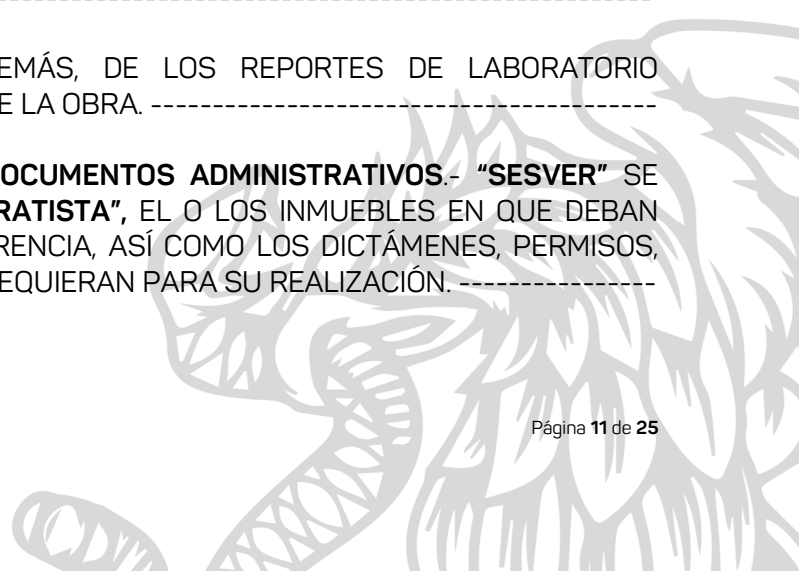 EMÁS, DE LOS REPORTES DE LABORATORIO
E LA OBRA. -----------------------------------------
OCUMENTOS ADMINISTRATIVOS.- “SESVER” SE
RATISTA”, EL O LOS INMUEBLES EN QUE DEBAN
RENCIA, ASÍ COMO LOS DICTÁMENES, PERMISOS,
EQUIERAN PARA SU REALIZACIÓN. ----------------
Página 11 de 25